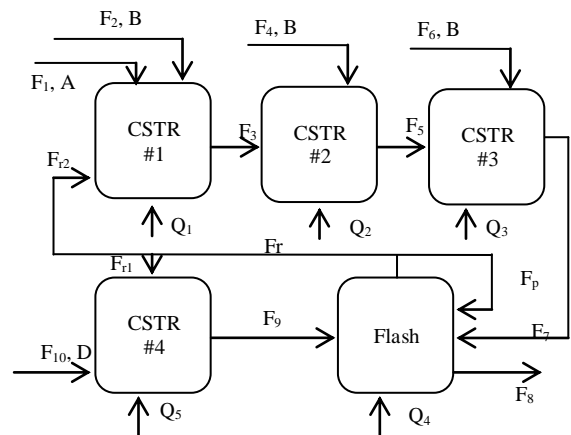 F2, B
F4, B
F6, B
F1, A
CSTR
#1
F3
CSTR
#2
F5
CSTR
#3
Fr2
Q1
Q2
Q3
Fr
Fr1
Fp
CSTR
#4
F9
Flash
F7
F10, D
F8
Q5
Q4